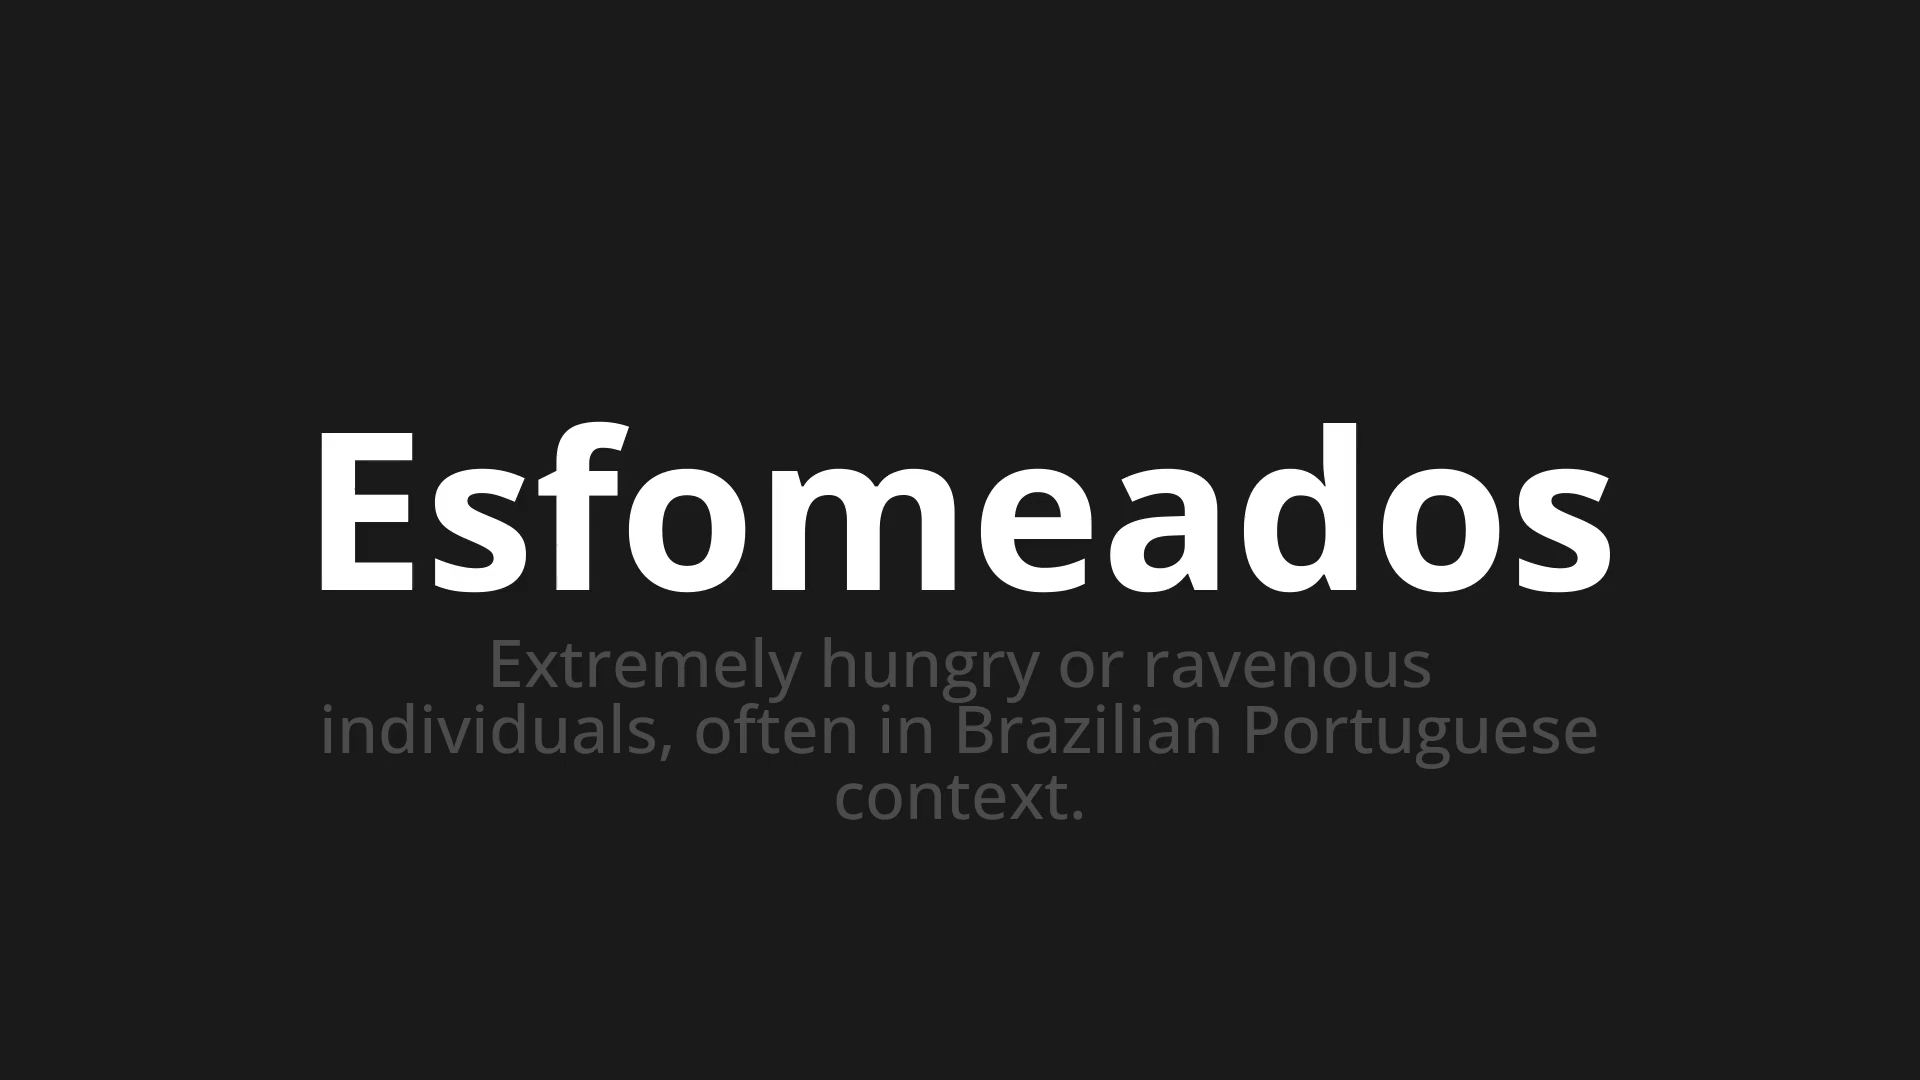 Esfomeados
Extremely hungry or ravenous
individuals, often in Brazilian Portuguese
context.